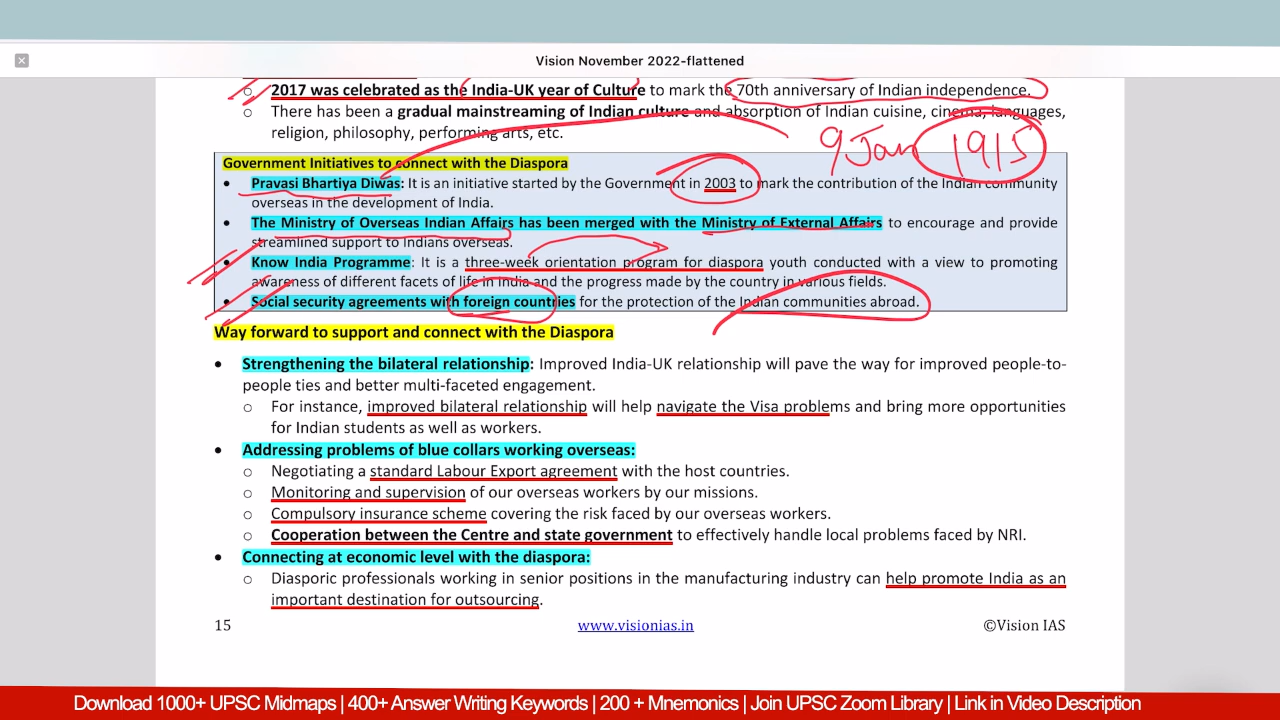 Vision November 2022-flattened
o 2017 was celebrated as the India-UK year of Culture to mark the 70th anniversary of Indian independence.
o There has been a gradual mainstreaming of Indian culture and absorption of Indian cuisine, cinema, languages,
religion, philosophy, performing arts, etc.
9 Jan 1915
Government Initiatives to connect with the Diaspora
• Pravasi Bhartiya Diwas: It is an initiative started by the Government in 2003 to mark the contribution of the Indian community
overseas in the development of India.
• The Ministry of Overseas Indian Affairs has been merged with the Ministry of External Affairs to encourage and provide
streamlined support to Indians overseas.
• Know India Programme: It is a three-week orientation program for diaspora youth conducted with a view to promoting
awareness of different facets of life in India and the progress made by the country in various fields.
• Social security agreements with foreign countries for the protection of the Indian communities abroad.
Way forward to support and connect with the Diaspora
• Strengthening the bilateral relationship: Improved India-UK relationship will pave the way for improved people-to-
people ties and better multi-faceted engagement.
o For instance, improved bilateral relationship will help navigate the Visa problems and bring more opportunities
for Indian students as well as workers.
• Addressing problems of blue collars working overseas:
o Negotiating a standard Labour Export agreement with the host countries.
o Monitoring and supervision of our overseas workers by our missions.
o Compulsory insurance scheme covering the risk faced by our overseas workers.
o Cooperation between the Centre and state government to effectively handle local problems faced by NRI.
• Connecting at economic level with the diaspora:
o Diasporic professionals working in senior positions in the manufacturing industry can help promote India as an
important destination for outsourcing.
15 www.visionias.in ©Vision IAS
Download 1000+ UPSC Midmaps | 400+ Answer Writing Keywords | 200 + Mnemonics | Join UPSC Zoom Library | Link in Video Description